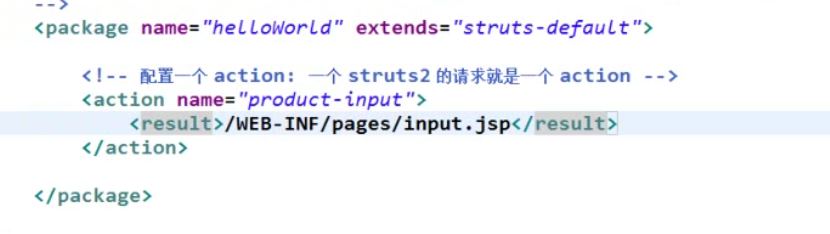 -->
<package name="helloWorld" extends="struts-default">
<!-- 配置一个 action: 一个 struts2 的请求就是一个 action -->
<action name="product-input">
<result>/WEB-INF/pages/input.jsp</result>
</action>
</package>